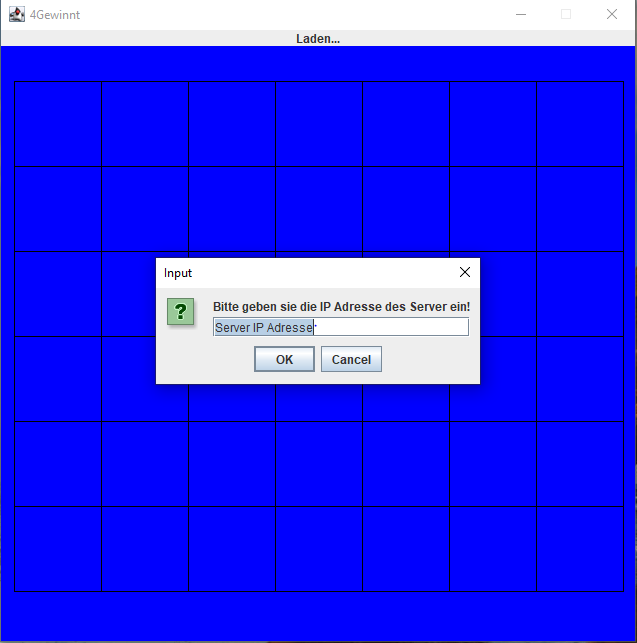 4Gewinnt
Laden...
Input
?
Bitte geben sie die IP Adresse des Server ein!
Server IP Adresse'
OK
Cancel